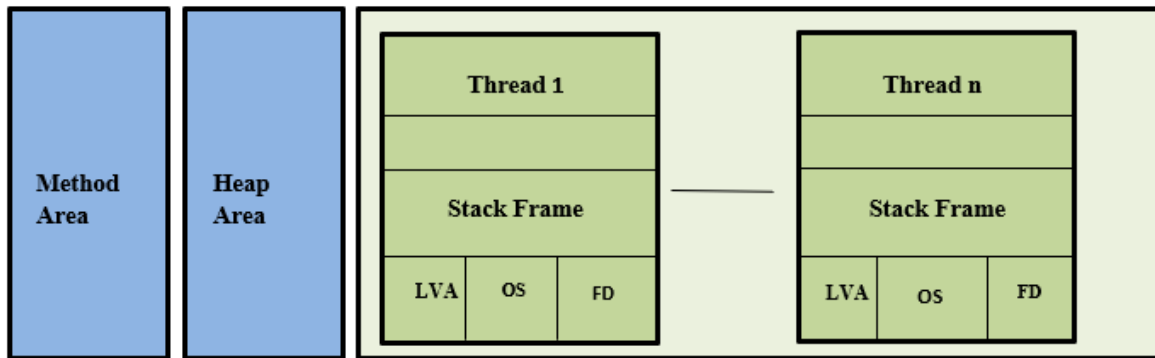 Method
Area
Heap
Area
Thread 1
Stack Frame
LVA OS FD
Thread n
Stack Frame
LVA OS FD